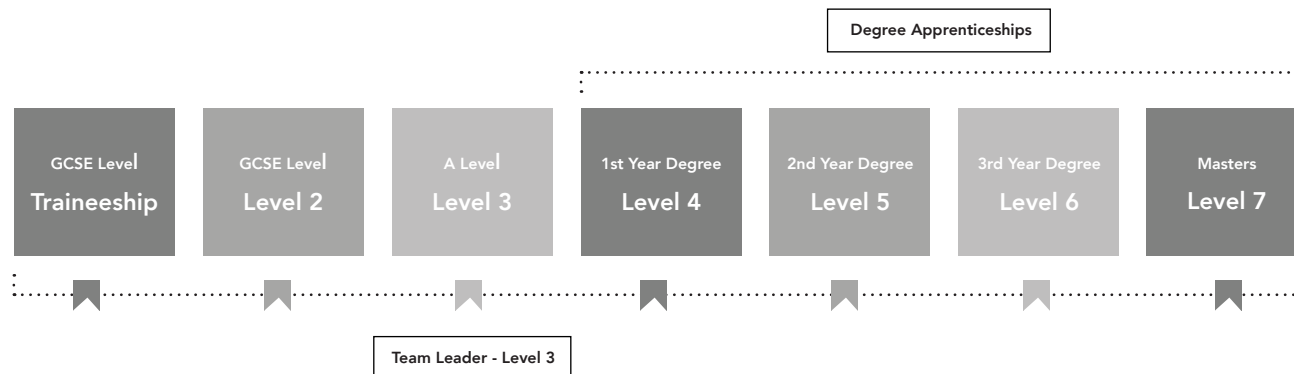 Degree Apprenticeships
GCSE Level
Traineeship
GCSE Level
Level 2
A Level
Level 3
1st Year Degree
Level 4
2nd Year Degree
Level 5
3rd Year Degree
Level 6
Masters
Level 7
Team Leader - Level 3